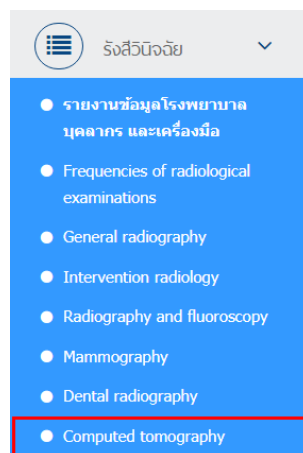 รังสีวินิจฉัย
รายงานข้อมูลโรงพยาบาล
บุคลากร และเครื่องมือ
Frequencies of radiological
examinations
General radiography
Intervention radiology
Radiography and fluoroscopy
Mammography
Dental radiography
Computed tomography